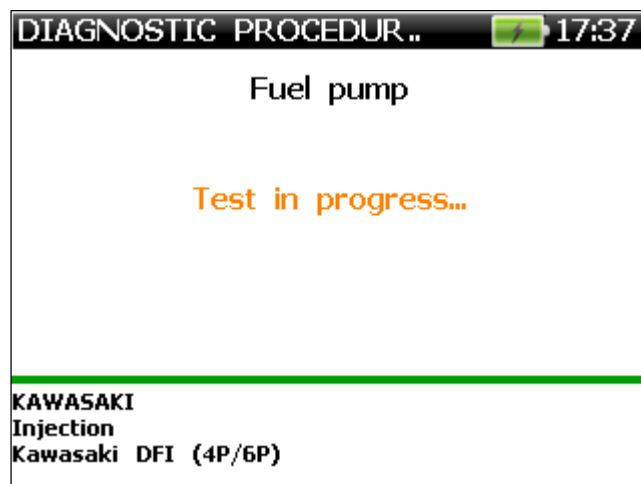 DIAGNOSTIC PROCEDUR.. 17:37
Fuel pump
Test in progress...
KAWASAKI
Injection
Kawasaki DFI (4P/6P)